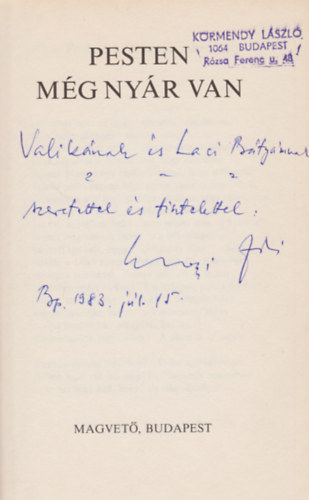 KÖRMENDY LÁSZLÓ
1064 BUDAPEST
Rózsa Ferenc u.
PESTEN
MÉG NYÁR VAN
Valikának és Laci Bátyámnak
szeretettel és tisztelettel:
Bp. 1983. júl. 15.
MAGVETŐ, BUDAPEST